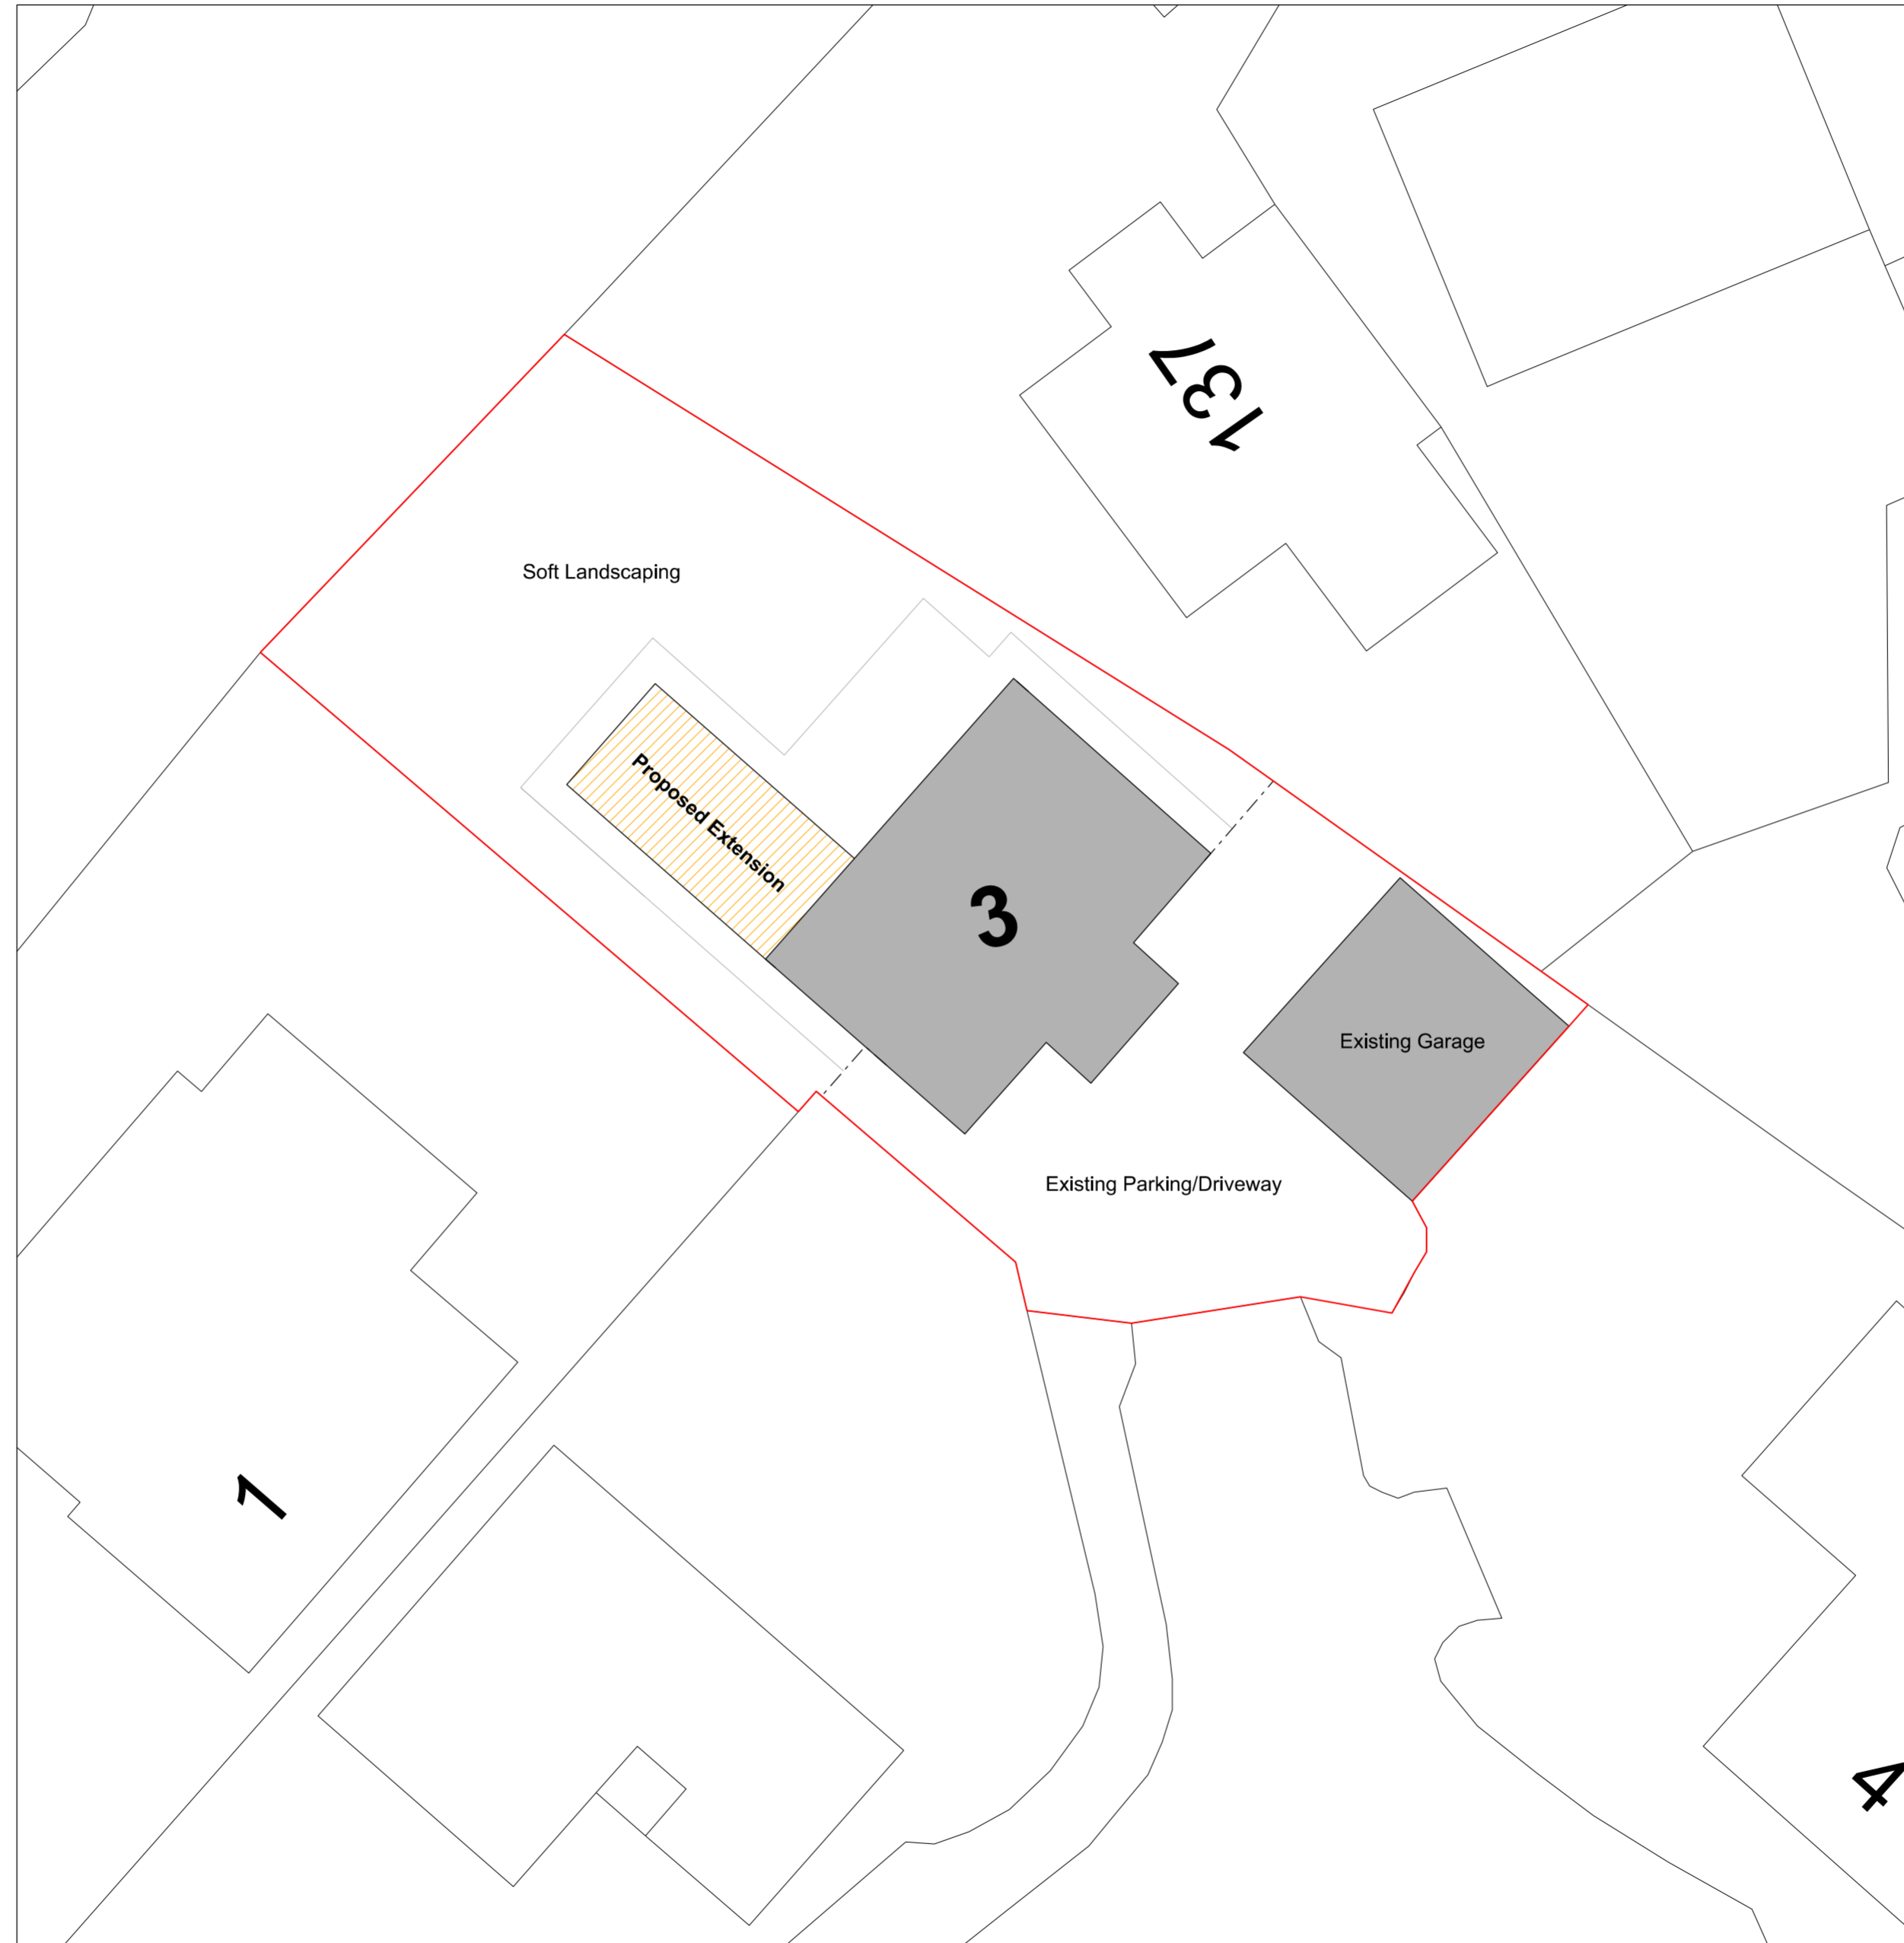 137
Soft Landscaping
Proposed Extension
3
Existing Garage
Existing Parking/Driveway
1
4